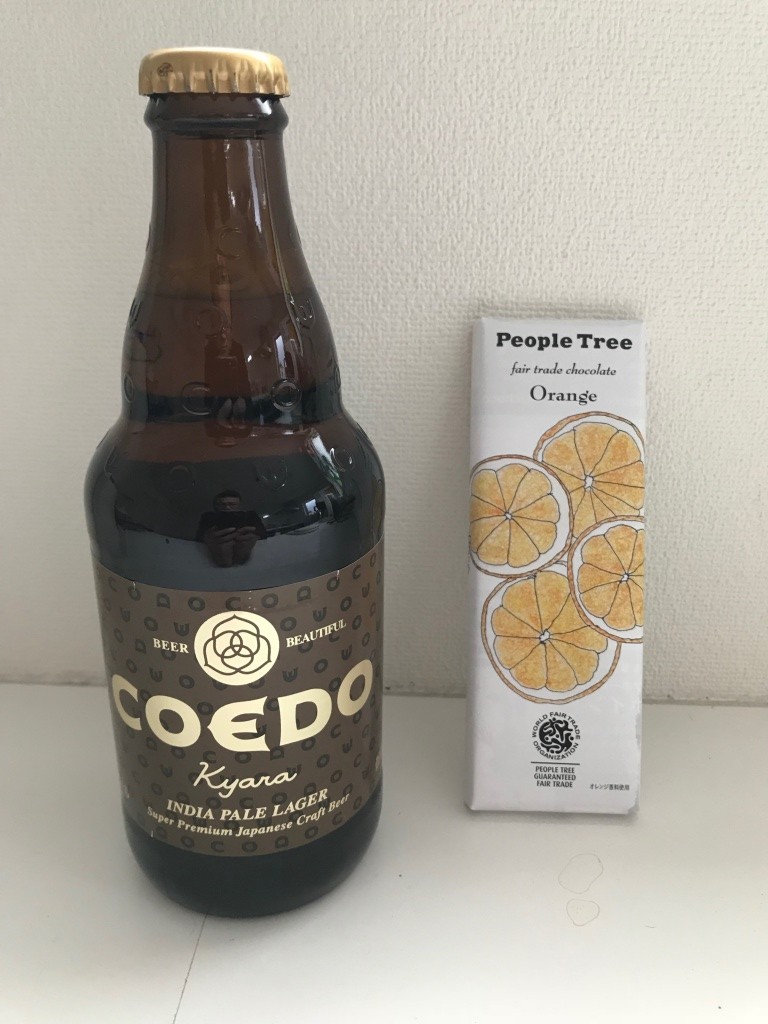 BEER BEAUTIFUL
COEDO
Kyara
INDIA PALE LAGER
Super Premium Japanese Craft Beer
People Tree
fair trade chocolate
Orange
WORLD FAIR TRADE ORGANIZATION
PEOPLE TREE
GUARANTEED
FAIR TRADE
オレンジ香料使用